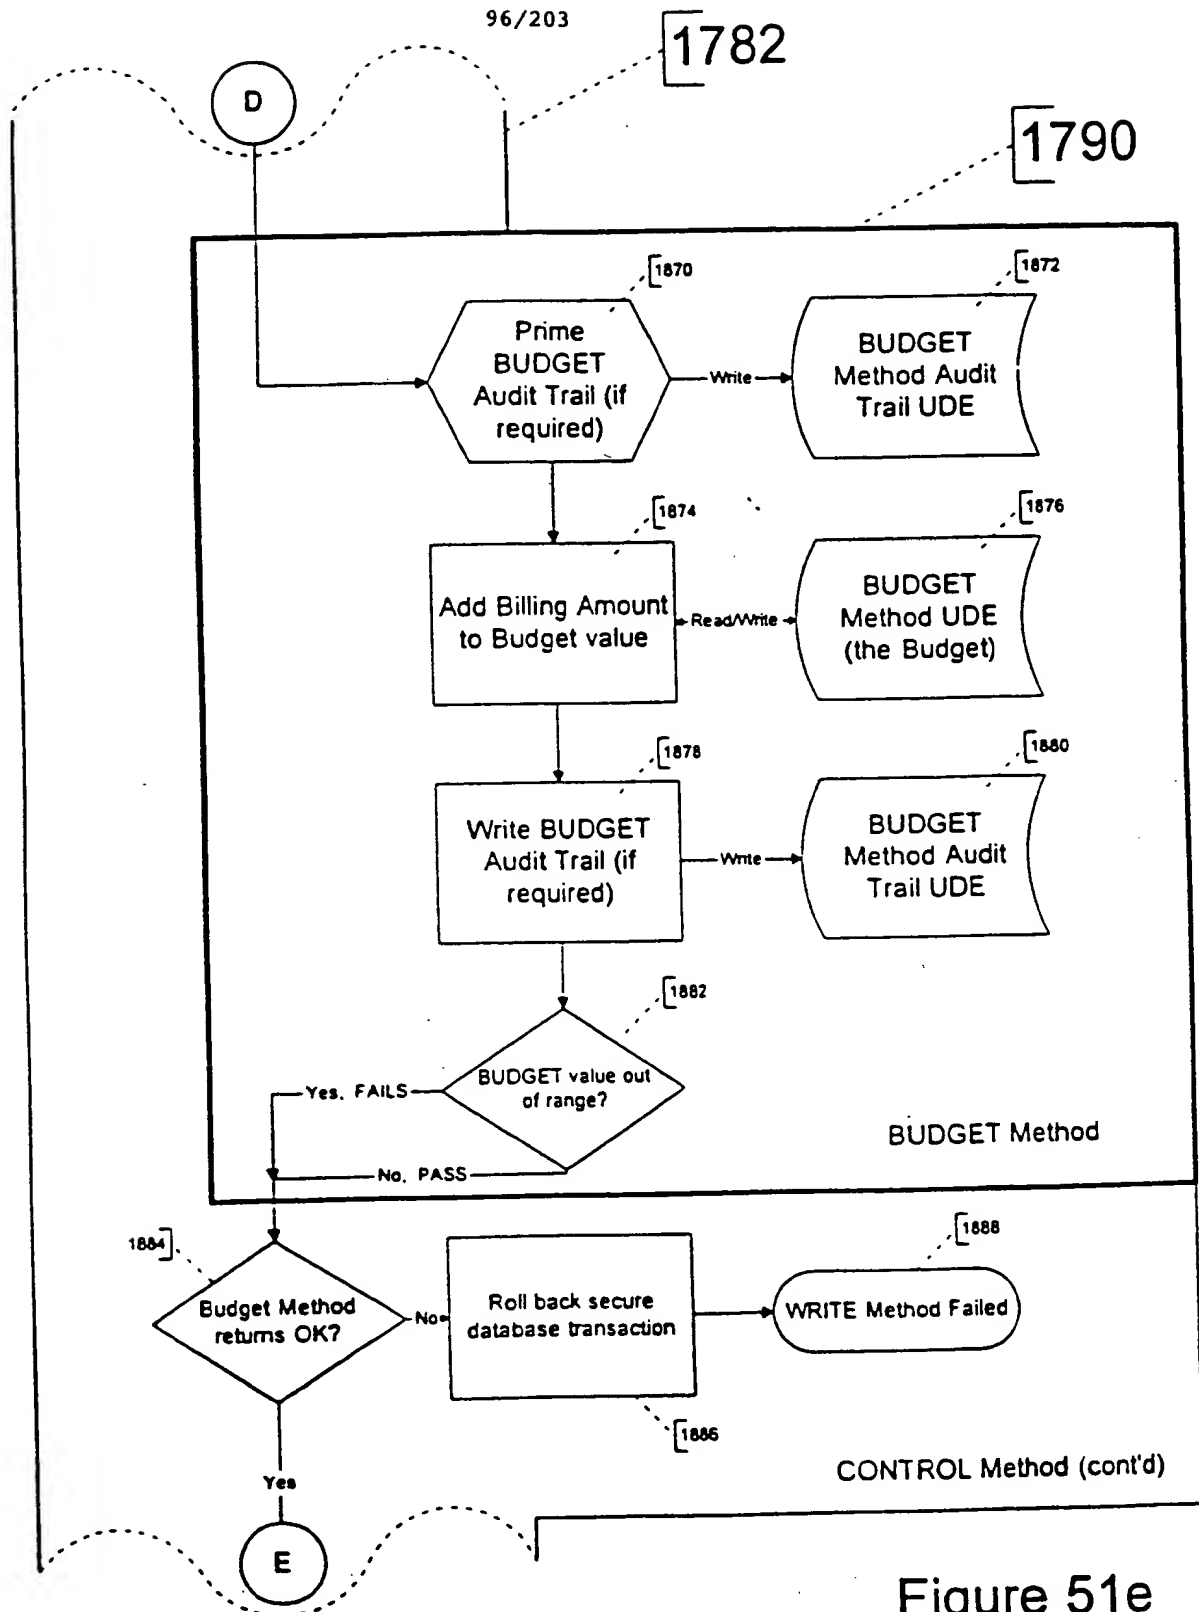 96/203
1782
D
1790
1870
1872
Prime
BUDGET
Audit Trail (if
required)
Write
BUDGET
Method Audit
Trail UDE
1874
1876
Add Billing Amount
to Budget value
Read/Write
BUDGET
Method UDE
(the Budget)
1878
1880
Write BUDGET
Audit Trail (if
required)
Write
BUDGET
Method Audit
Trail UDE
1882
BUDGET value out
of range?
Yes, FAILS
No, PASS
BUDGET Method
1884
1888
Budget Method
returns OK?
No
Roll back secure
database transaction
WRITE Method Failed
1886
Yes
CONTROL Method (cont'd)
E
Figure 51e